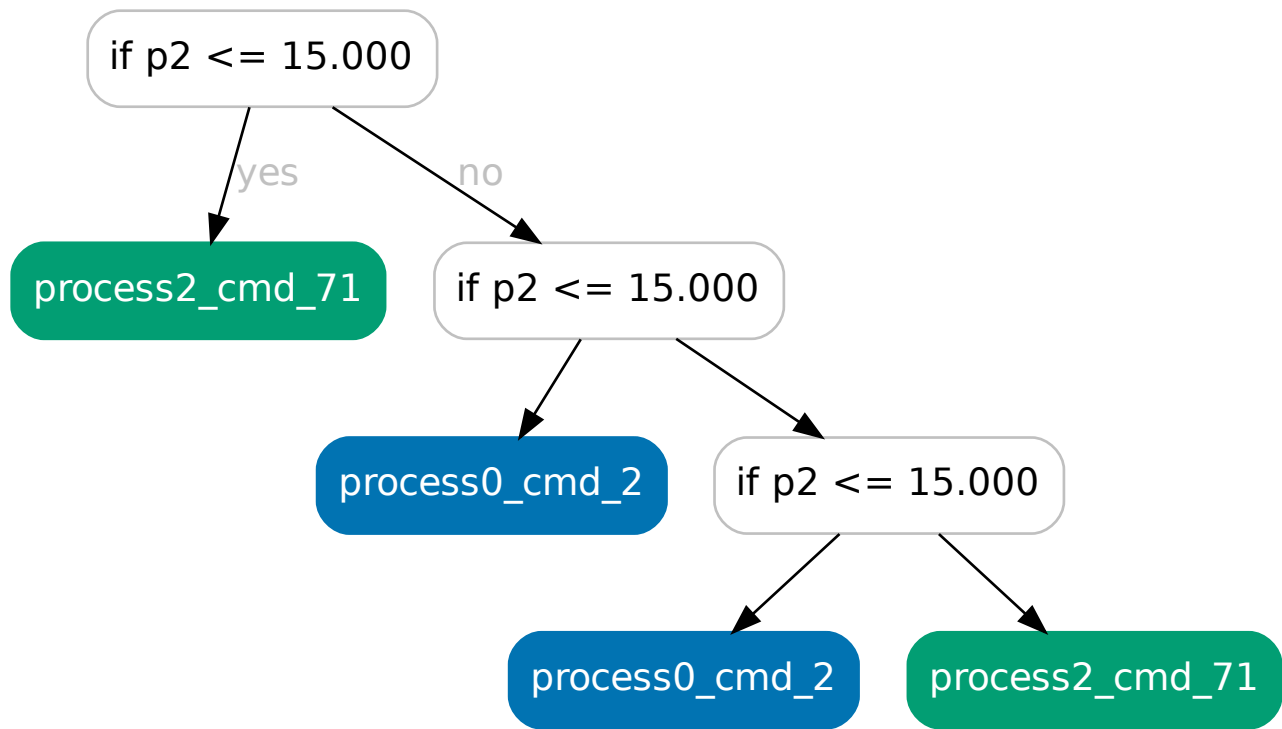 if p2 <= 15.000
yes
no
process2_cmd_71
if p2 <= 15.000
process0_cmd_2
if p2 <= 15.000
process0_cmd_2
process2_cmd_71